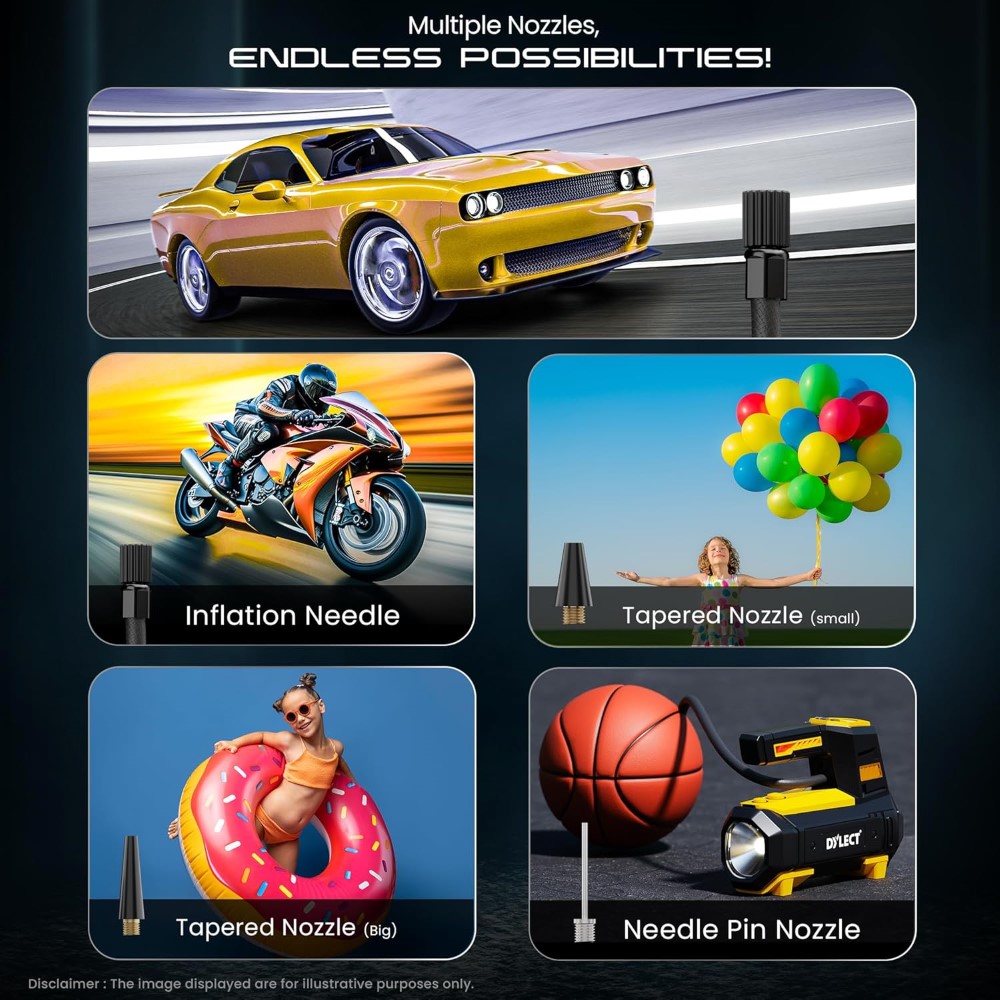 Multiple Nozzles,
ENDLESS POSSIBILITIES!
Inflation Needle
Tapered Nozzle (small)
Tapered Nozzle (Big)
DYLECT
Needle Pin Nozzle
Disclaimer : The image displayed are for illustrative purposes only.